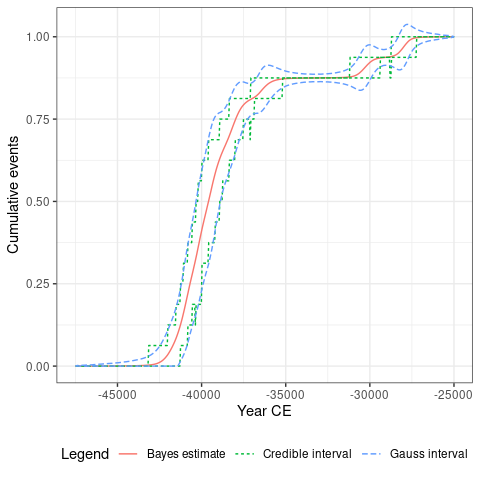 1.00
0.75
0.50
0.25
0.00
Cumulative events
-45000 -40000 -35000 -30000 -25000
Year CE
Legend Bayes estimate Credible interval Gauss interval